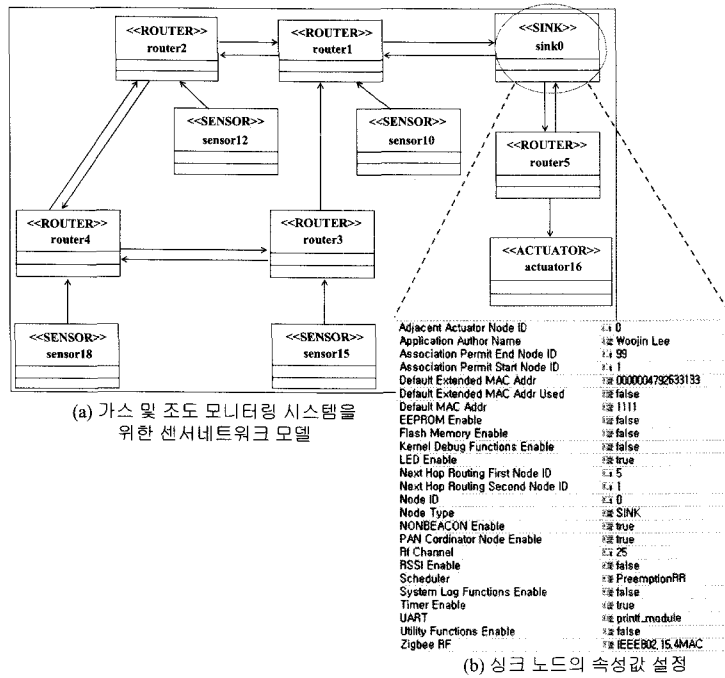 <<ROUTER>>
router2
<<ROUTER>>
router1
<<SINK>>
sink0
<<SENSOR>>
sensor12
<<SENSOR>>
sensor10
<<ROUTER>>
router5
<<ROUTER>>
router4
<<ROUTER>>
router3
<<ACTUATOR>>
actuator16
<<SENSOR>>
sensor18
<<SENSOR>>
sensor15
(a) 가스 및 조도 모니터링 시스템을
위한 센서네트워크 모델
Adjacent Actuator Node ID 0
Application Author Name Woojin Lee
Association Permit End Node ID 99
Association Permit Start Node ID 1
Default Extended MAC Addr 0000004792633133
Default Extended MAC Addr Used false
Default MAC Addr 1111
EEPROM Enable false
Flash Memory Enable false
Kernel Debug Functions Enable false
LED Enable true
Next Hop Routing First Node ID 5
Next Hop Routing Second Node ID 1
Node ID 0
Node Type SINK
NONBEACON Enable true
PAN Cordinator Node Enable true
Rf Channel 25
RSSI Enable false
Scheduler PreemptionRR
System Log Functions Enable false
Timer Enable true
UART printf_module
Utility Functions Enable false
Zigbee RF IEEE802.15.4MAC
(b) 싱크 노드의 속성값 설정